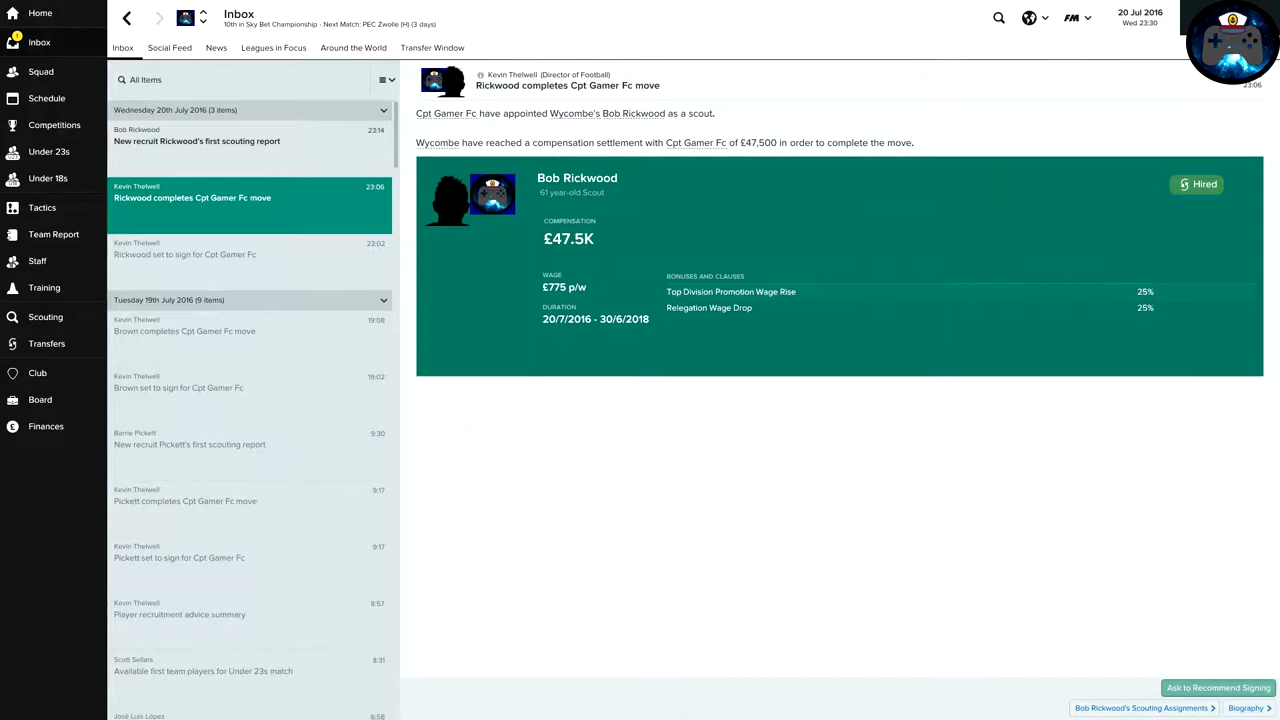 Home
Inbox
1
Squad
Schedule
Competitions
Under 23s
U23
Under 18s
U18
Tactics
Team Report
Staff
Training
Scouting
Transfers
Club
Board
Finances
Inbox
10th in Sky Bet Championship - Next Match: PEC Zwolle (H) (3 days)
FM
20 Jul 2016
Wed 23:30
Inbox
Social Feed
News
Leagues in Focus
Around the World
Transfer Window
All Items
Wednesday 20th July 2016 (3 items)
Bob Rickwood
23:14
New recruit Rickwood's first scouting report
Kevin Thelwell
23:06
Rickwood completes Cpt Gamer Fc move
Kevin Thelwell
23:02
Rickwood set to sign for Cpt Gamer Fc
Tuesday 19th July 2016 (9 items)
Kevin Thelwell
19:08
Brown completes Cpt Gamer Fc move
Kevin Thelwell
19:02
Brown set to sign for Cpt Gamer Fc
Barrie Pickett
9:30
New recruit Pickett's first scouting report
Kevin Thelwell
9:17
Pickett completes Cpt Gamer Fc move
Kevin Thelwell
9:17
Pickett set to sign for Cpt Gamer Fc
Kevin Thelwell
8:57
Player recruitment advice summary
Scott Sellars
8:31
Available first team players for Under 23s match
José Luis López
6:58
Kevin Thelwell (Director of Football)
Rickwood completes Cpt Gamer Fc move
23:06
Cpt Gamer Fc have appointed Wycombe's Bob Rickwood as a scout.
Wycombe have reached a compensation settlement with Cpt Gamer Fc of £47,500 in order to complete the move.
Bob Rickwood
61 year-old Scout
Hired
COMPENSATION
£47.5K
WAGE
£775 p/w
DURATION
20/7/2016 - 30/6/2018
BONUSES AND CLAUSES
Top Division Promotion Wage Rise 25%
Relegation Wage Drop 25%
Ask to Recommend Signing
Bob Rickwood's Scouting Assignments
Biography